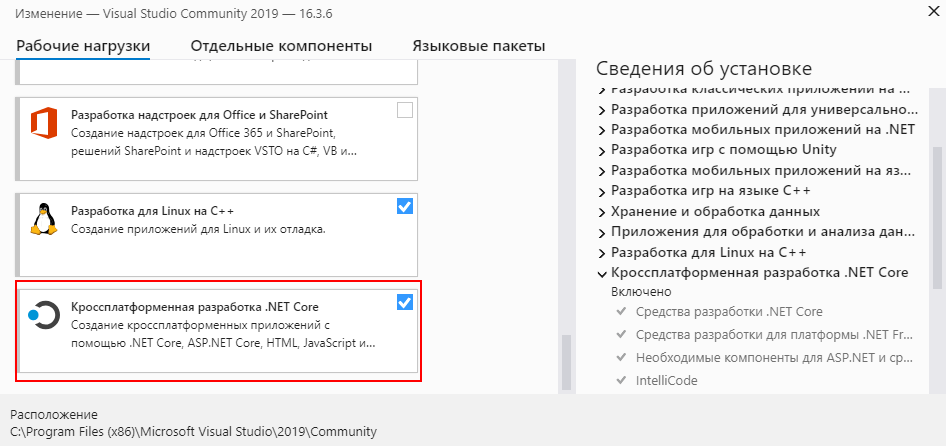 Изменение — Visual Studio Community 2019 — 16.3.6
Рабочие нагрузки
Отдельные компоненты
Языковые пакеты
Разработка надстроек для Office и SharePoint
Создание надстроек для Office 365 и SharePoint,
решений SharePoint и надстроек VSTO на C#, VB и...
Разработка для Linux на C++
Создание приложений для Linux и их отладка.
Кроссплатформенная разработка .NET Core
Создание кроссплатформенных приложений с
помощью .NET Core, ASP.NET Core, HTML, JavaScript и...
Сведения об установке
Разработка классических приложений на ...
Разработка приложений для универсально...
Разработка мобильных приложений на .NET
Разработка игр с помощью Unity
Разработка мобильных приложений на яз...
Разработка игр на языке C++
Хранение и обработка данных
Приложения для обработки и анализа дан...
Разработка для Linux на C++
Кроссплатформенная разработка .NET Core
Включено
Средства разработки .NET Core
Средства разработки для платформы .NET Fr...
Необходимые компоненты для ASP.NET и ср...
IntelliCode
Расположение
C:\Program Files (x86)\Microsoft Visual Studio\2019\Community